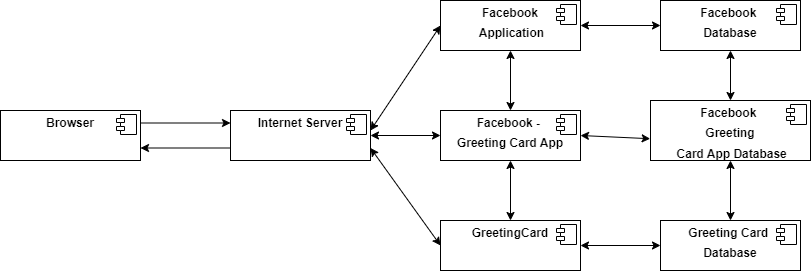 Facebook
Application
Facebook
Database
Browser
Internet Server
Facebook -
Greeting Card App
Facebook
Greeting
Card App Database
GreetingCard
Greeting Card
Database